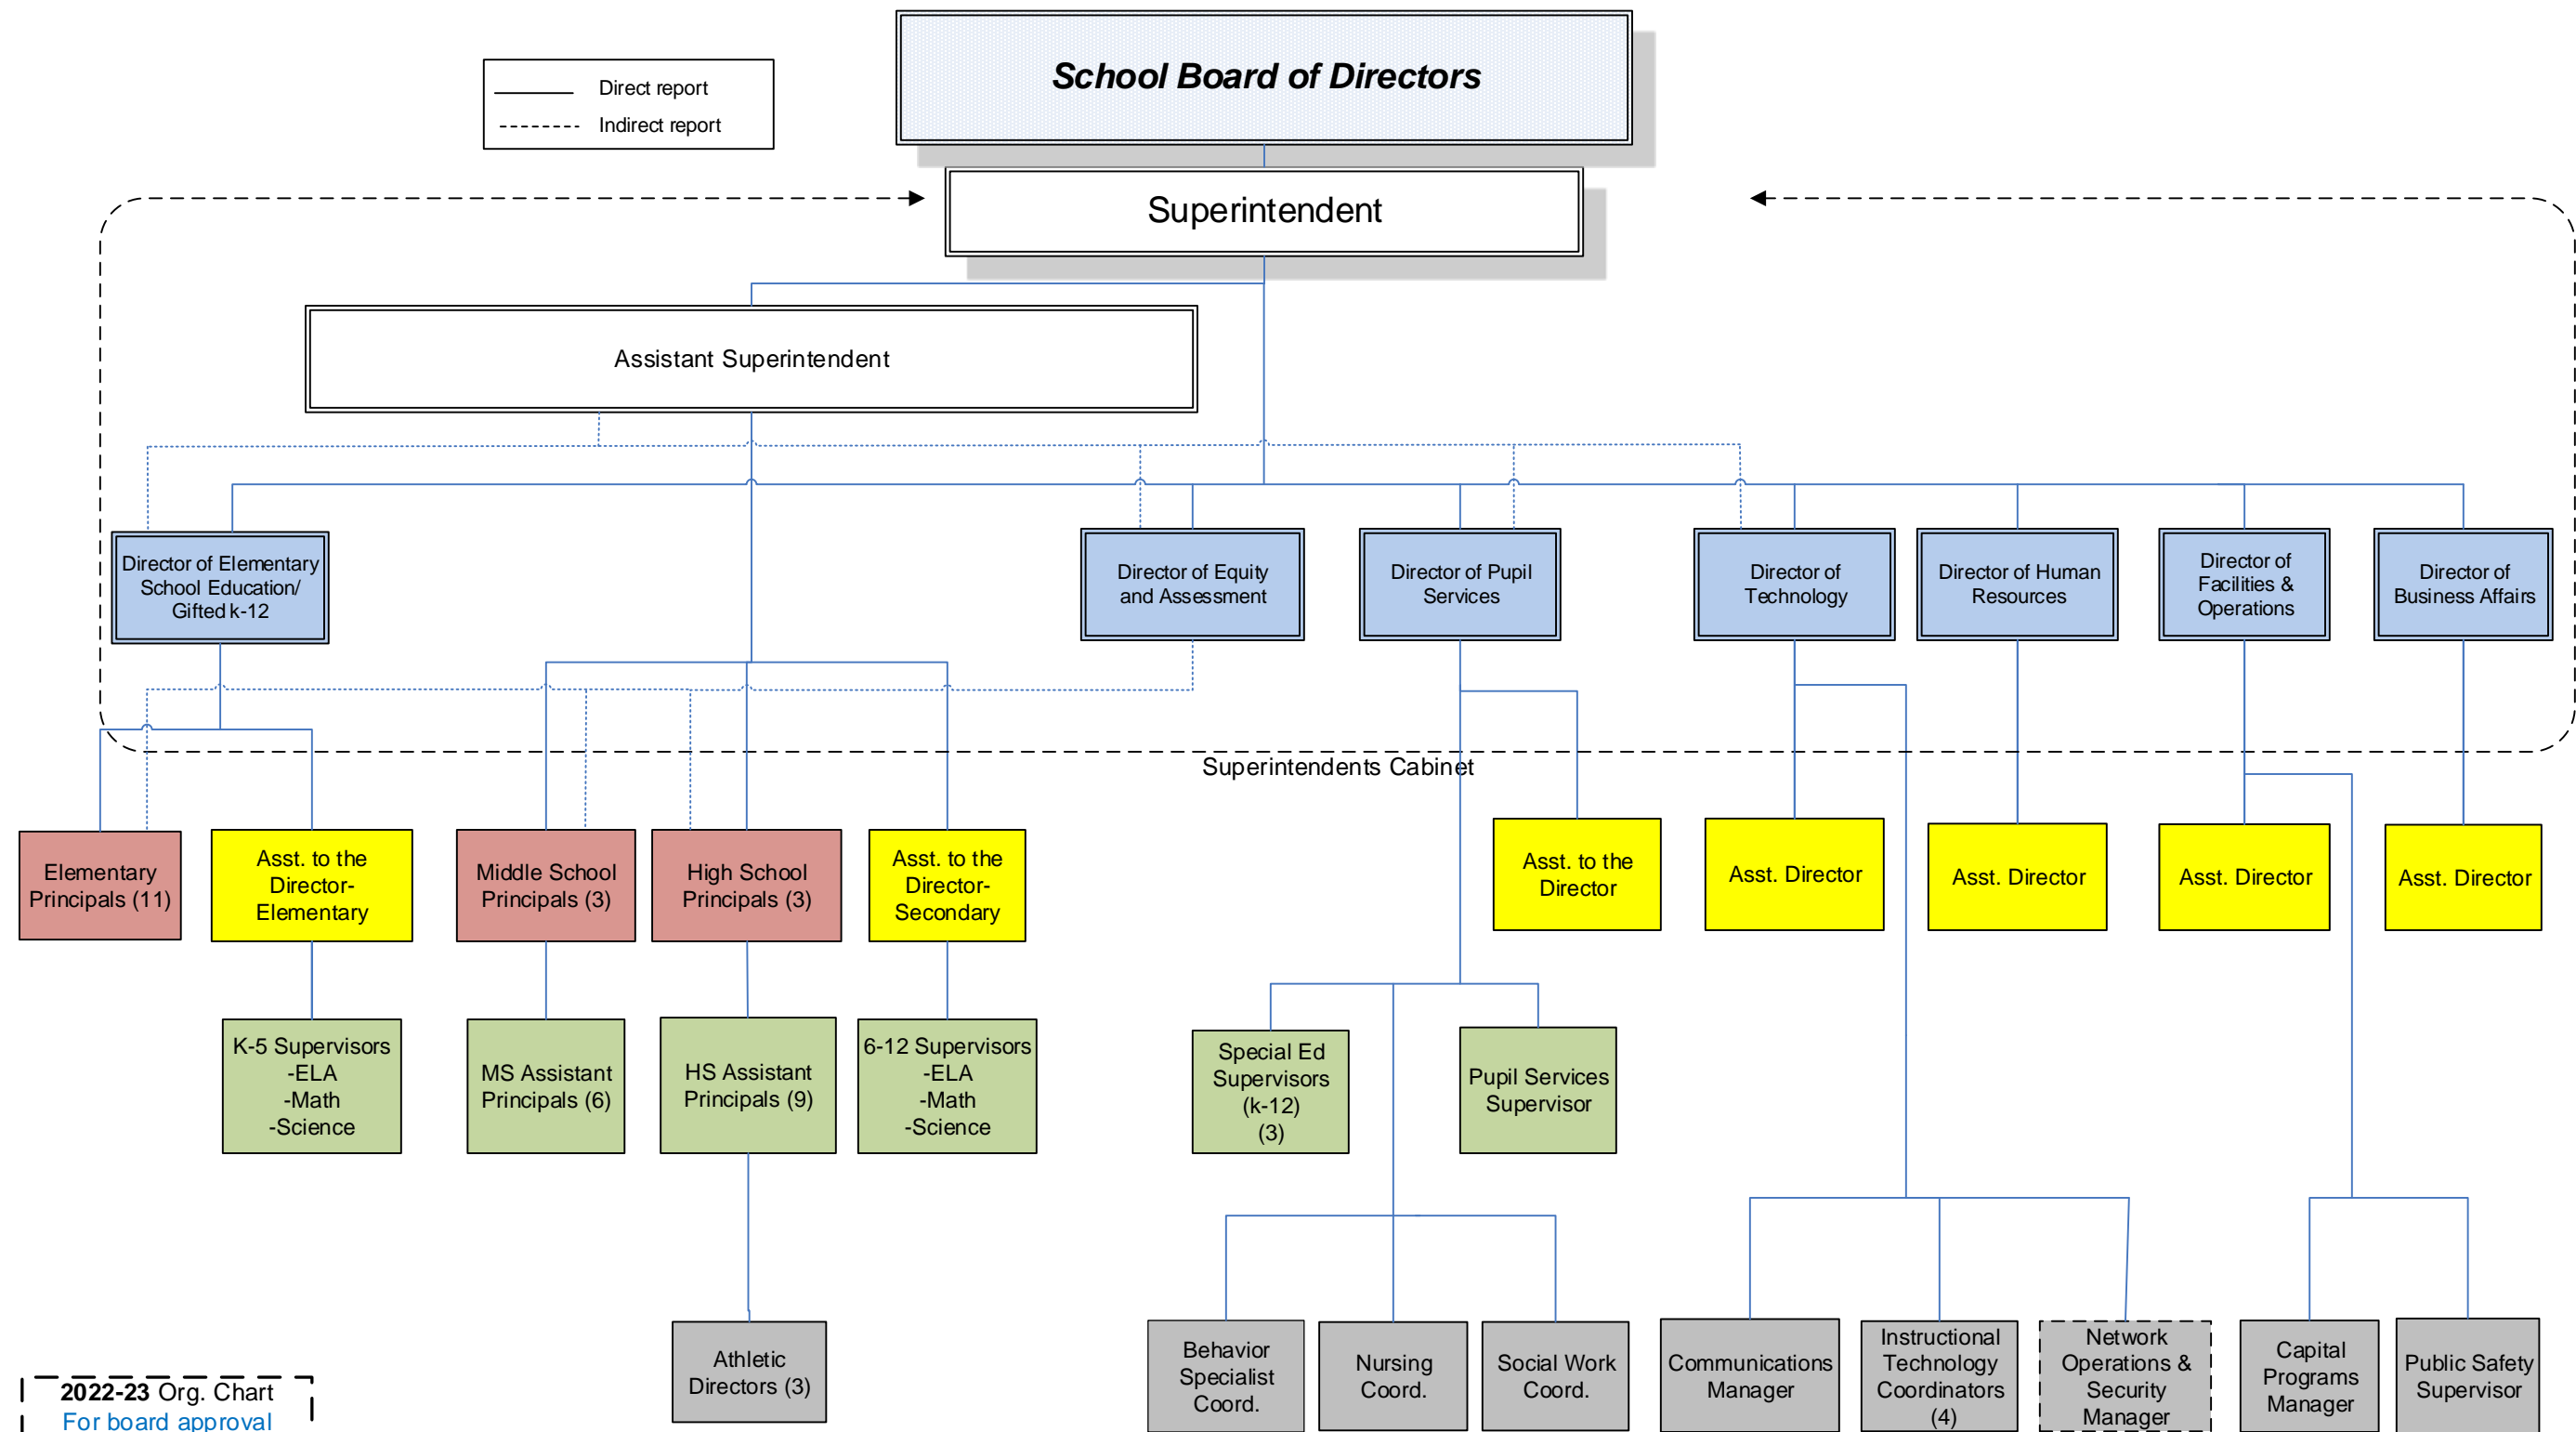 School Board of Directors
Direct report
Indirect report
Superintendent
Assistant Superintendent
Director of Elementary
School Education/
Gifted k-12
Director of Equity
and Assessment
Director of Pupil
Services
Director of
Technology
Director of Human
Resources
Director of
Facilities &
Operations
Director of
Business Affairs
Superintendents Cabinet
Elementary
Principals (11)
Asst. to the
Director-
Elementary
Middle School
Principals (3)
High School
Principals (3)
Asst. to the
Director-
Secondary
Asst. to the
Director
Asst. Director
Asst. Director
Asst. Director
Asst. Director
K-5 Supervisors
-ELA
-Math
-Science
MS Assistant
Principals (6)
HS Assistant
Principals (9)
6-12 Supervisors
-ELA
-Math
-Science
Special Ed
Supervisors
(k-12)
(3)
Pupil Services
Supervisor
Athletic
Directors (3)
Behavior
Specialist
Coord.
Nursing
Coord.
Social Work
Coord.
Communications
Manager
Instructional
Technology
Coordinators
(4)
Network
Operations &
Security
Manager
Capital
Programs
Manager
Public Safety
Supervisor
2022-23 Org. Chart
For board approval